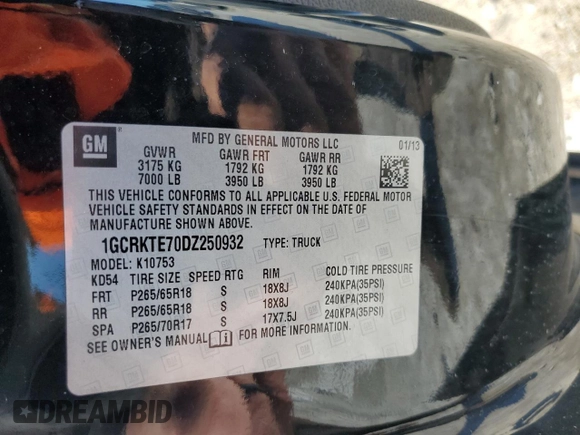 GM
MFD BY GENERAL MOTORS LLC
01/13
GVWR GAWR FRT GAWR RR
3175 KG 1792 KG 1792 KG
7000 LB 3950 LB 3950 LB
THIS VEHICLE CONFORMS TO ALL APPLICABLE U.S. FEDERAL MOTOR
VEHICLE SAFETY STANDARDS IN EFFECT ON THE DATE OF
MANUFACTURE SHOWN ABOVE.
1GCRKTE70DZ250932 TYPE: TRUCK
MODEL: K10753
KD54 TIRE SIZE SPEED RTG RIM COLD TIRE PRESSURE
FRT P265/65R18 S 18X8J 240KPA(35PSI)
RR P265/65R18 S 18X8J 240KPA(35PSI)
SPA P265/70R17 S 17X7.5J 240KPA(35PSI)
SEE OWNER'S MANUAL i FOR MORE INFORMATION.
DREAMBID